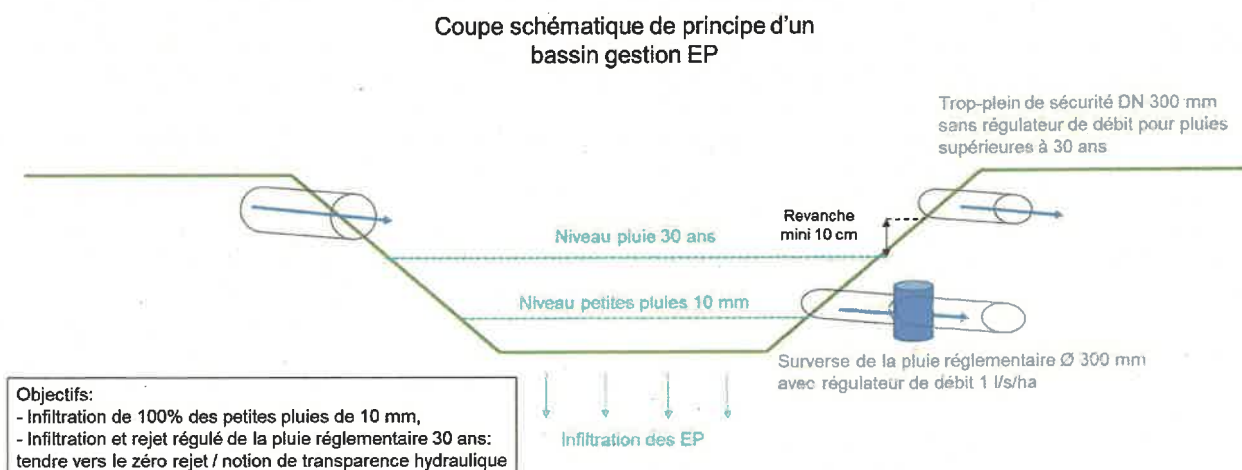 Coupe schématique de principe d'un
bassin gestion EP
Trop-plein de sécurité DN 300 mm
sans régulateur de débit pour pluies
supérieures à 30 ans
Revanche
mini 10 cm
Niveau pluie 30 ans
Niveau petites pluies 10 mm
Surverse de la pluie réglementaire Ø 300 mm
avec régulateur de débit 1 l/s/ha
Infiltration des EP
Objectifs:
- Infiltration de 100% des petites pluies de 10 mm,
- Infiltration et rejet régulé de la pluie réglementaire 30 ans:
tendre vers le zéro rejet / notion de transparence hydraulique